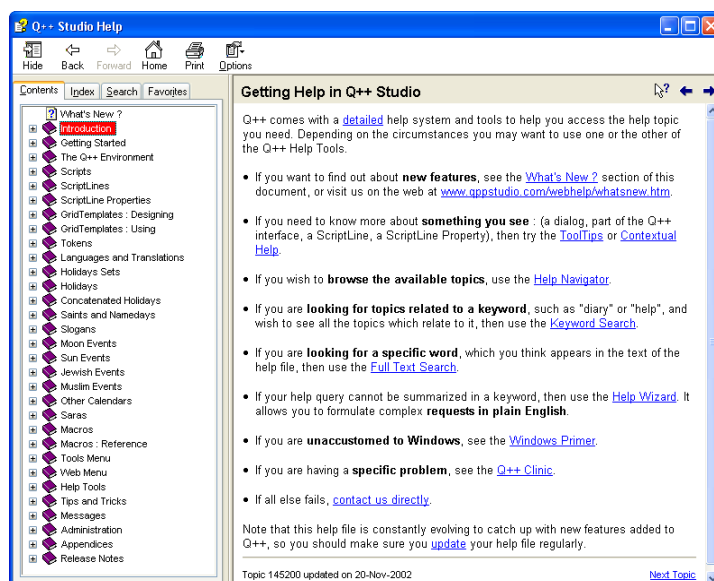 Q++ Studio Help
Hide Back Forward Home Print Options
Contents Index Search Favorites
What's New ?
Introduction
Getting Started
The Q++ Environment
Scripts
ScriptLines
ScriptLine Properties
GridTemplates : Designing
GridTemplates : Using
Tokens
Languages and Translations
Holidays Sets
Holidays
Concatenated Holidays
Saints and Namedays
Slogans
Moon Events
Sun Events
Jewish Events
Muslim Events
Other Calendars
Saras
Macros
Macros : Reference
Tools Menu
Web Menu
Help Tools
Tips and Tricks
Messages
Administration
Appendices
Release Notes
Getting Help in Q++ Studio
Q++ comes with a detailed help system and tools to help you access the help topic
you need. Depending on the circumstances you may want to use one or the other of
the Q++ Help Tools.
• If you want to find out about new features, see the What's New ? section of this
document, or visit us on the web at www.qppstudio.com/webhelp/whatsnew.htm.
• If you need to know more about something you see : (a dialog, part of the Q++
interface, a ScriptLine, a ScriptLine Property), then try the ToolTips or Contextual
Help.
• If you wish to browse the available topics, use the Help Navigator.
• If you are looking for topics related to a keyword, such as "diary" or "help", and
wish to see all the topics which relate to it, then use the Keyword Search.
• If you are looking for a specific word, which you think appears in the text of the
help file, then use the Full Text Search.
• If your help query cannot be summarized in a keyword, then use the Help Wizard. It
allows you to formulate complex requests in plain English.
• If you are unaccustomed to Windows, see the Windows Primer.
• If you are having a specific problem, see the Q++ Clinic.
• If all else fails, contact us directly.
Note that this help file is constantly evolving to catch up with new features added to
Q++, so you should make sure you update your help file regularly.
Topic 145200 updated on 20-Nov-2002 Next Topic